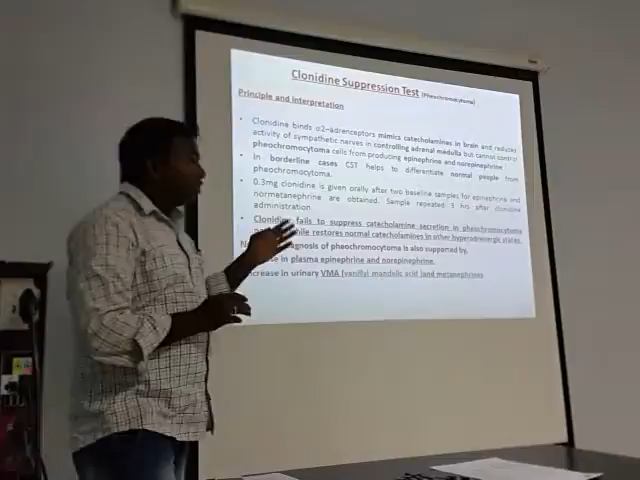 Clonidine Suppression Test (Pheochromocytoma)
Principle and Interpretation
• Clonidine binds α2–adrenceptors mimics catecholamines in brain and reduces
activity of sympathetic nerves in controlling adrenal medulla but cannot control
pheochromocytoma cells from producing epinephrine and norepinephrine
• In borderline cases CST helps to differentiate normal people from
pheochromocytoma.
• 0.3mg clonidine is given orally after two baseline samples for epinephrine and
normetanephrine are obtained. Sample repeated 3 hrs after clonidine
administration.
• Clonidine fails to suppress catecholamine secretion in pheochromocytoma
while restores normal catecholamines in other hyperadrenergic states.
diagnosis of pheochromocytoma is also supported by,
in plasma epinephrine and norepinephrine.
increase in urinary VMA (vanillyl mandelic acid )and metanephrines